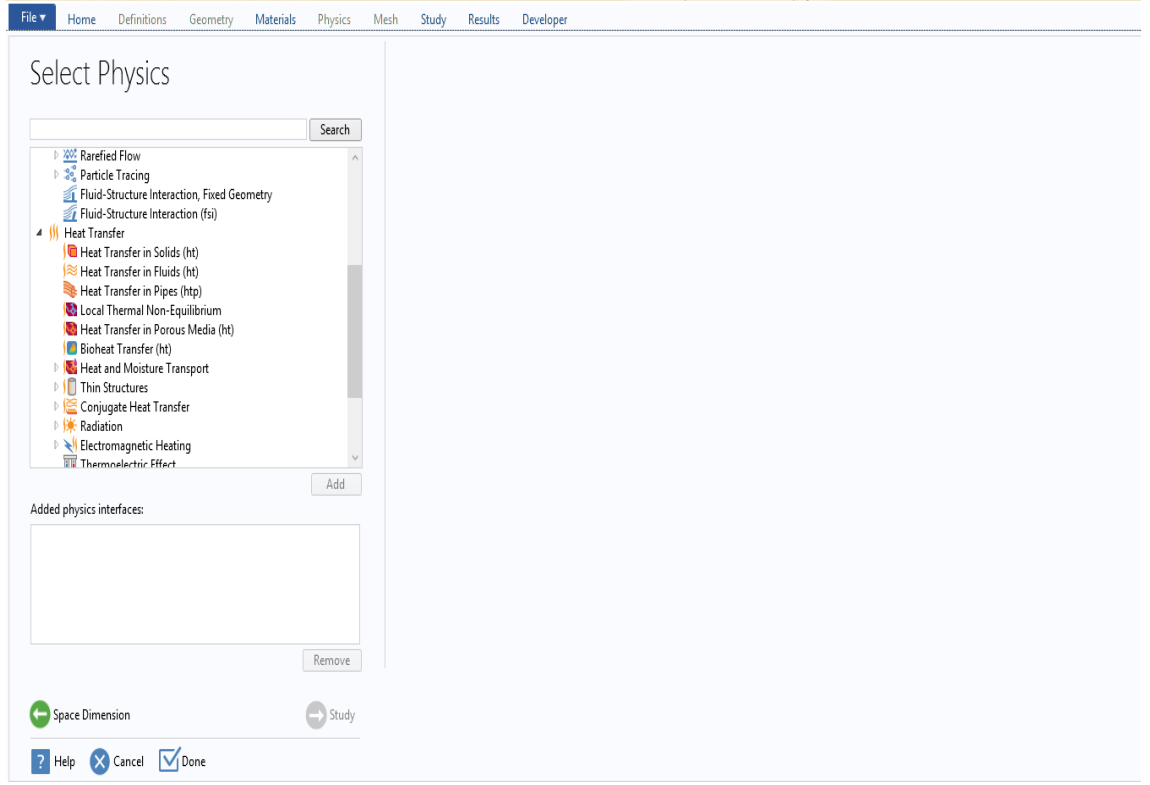 File ▾ Home Definitions Geometry Materials Physics Mesh Study Results Developer
Select Physics
Search
Rarefied Flow
Particle Tracing
Fluid-Structure Interaction, Fixed Geometry
Fluid-Structure Interaction (fsi)
Heat Transfer
Heat Transfer in Solids (ht)
Heat Transfer in Fluids (ht)
Heat Transfer in Pipes (htp)
Local Thermal Non-Equilibrium
Heat Transfer in Porous Media (ht)
Bioheat Transfer (ht)
Heat and Moisture Transport
Thin Structures
Conjugate Heat Transfer
Radiation
Electromagnetic Heating
Thermoelectric Effect
Add
Added physics interfaces:
Remove
Space Dimension Study
? Help Cancel Done